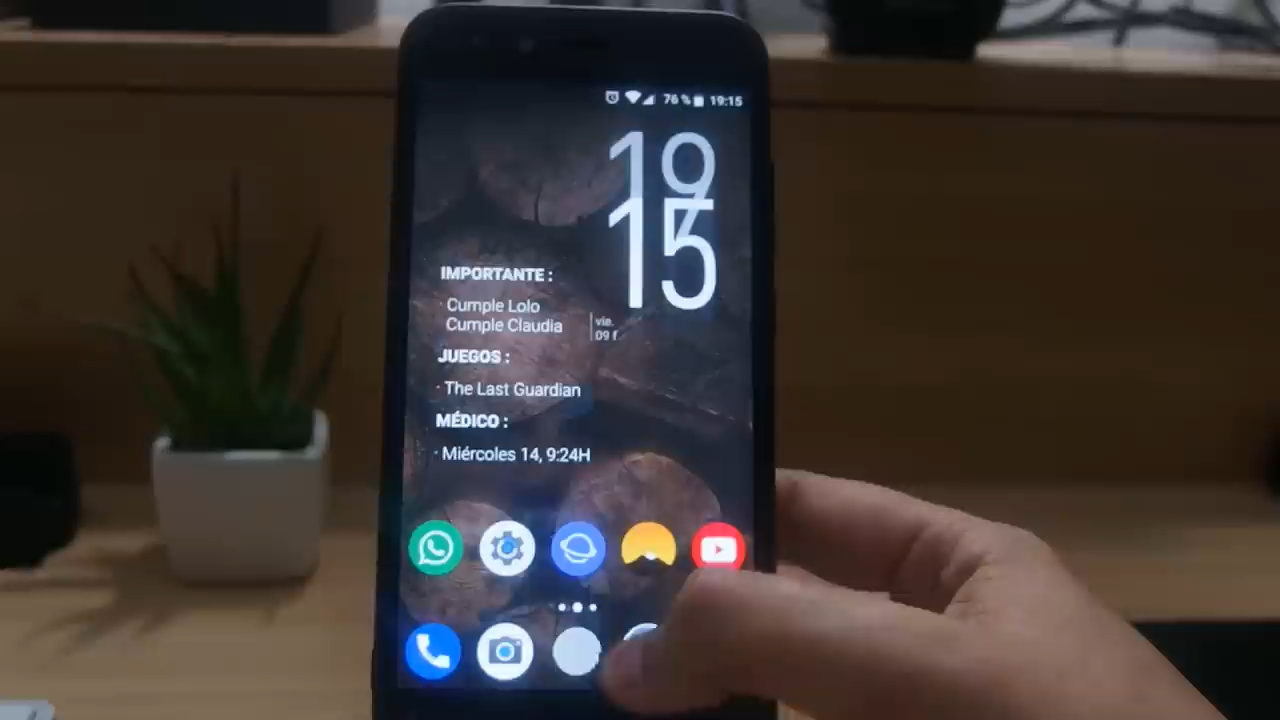 76 % 19:15
19
15
IMPORTANTE :
· Cumple Lolo
Cumple Claudia
vie.
09 f.
JUEGOS :
· The Last Guardian
MÉDICO :
· Miércoles 14, 9:24H